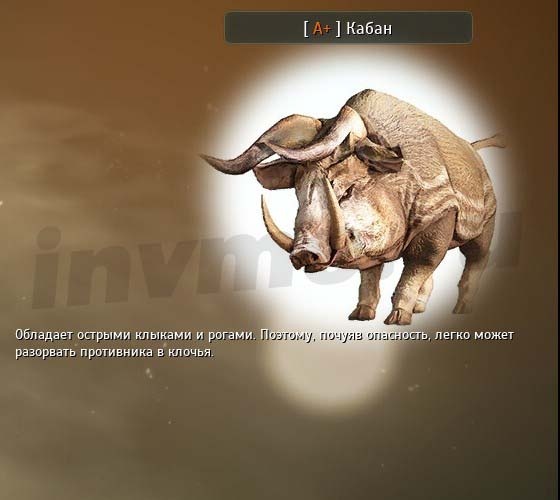 [ A+ ] Кабан
Обладает острыми клыками и рогами. Поэтому, почуяв опасность, легко может
разорвать противника в клочья.